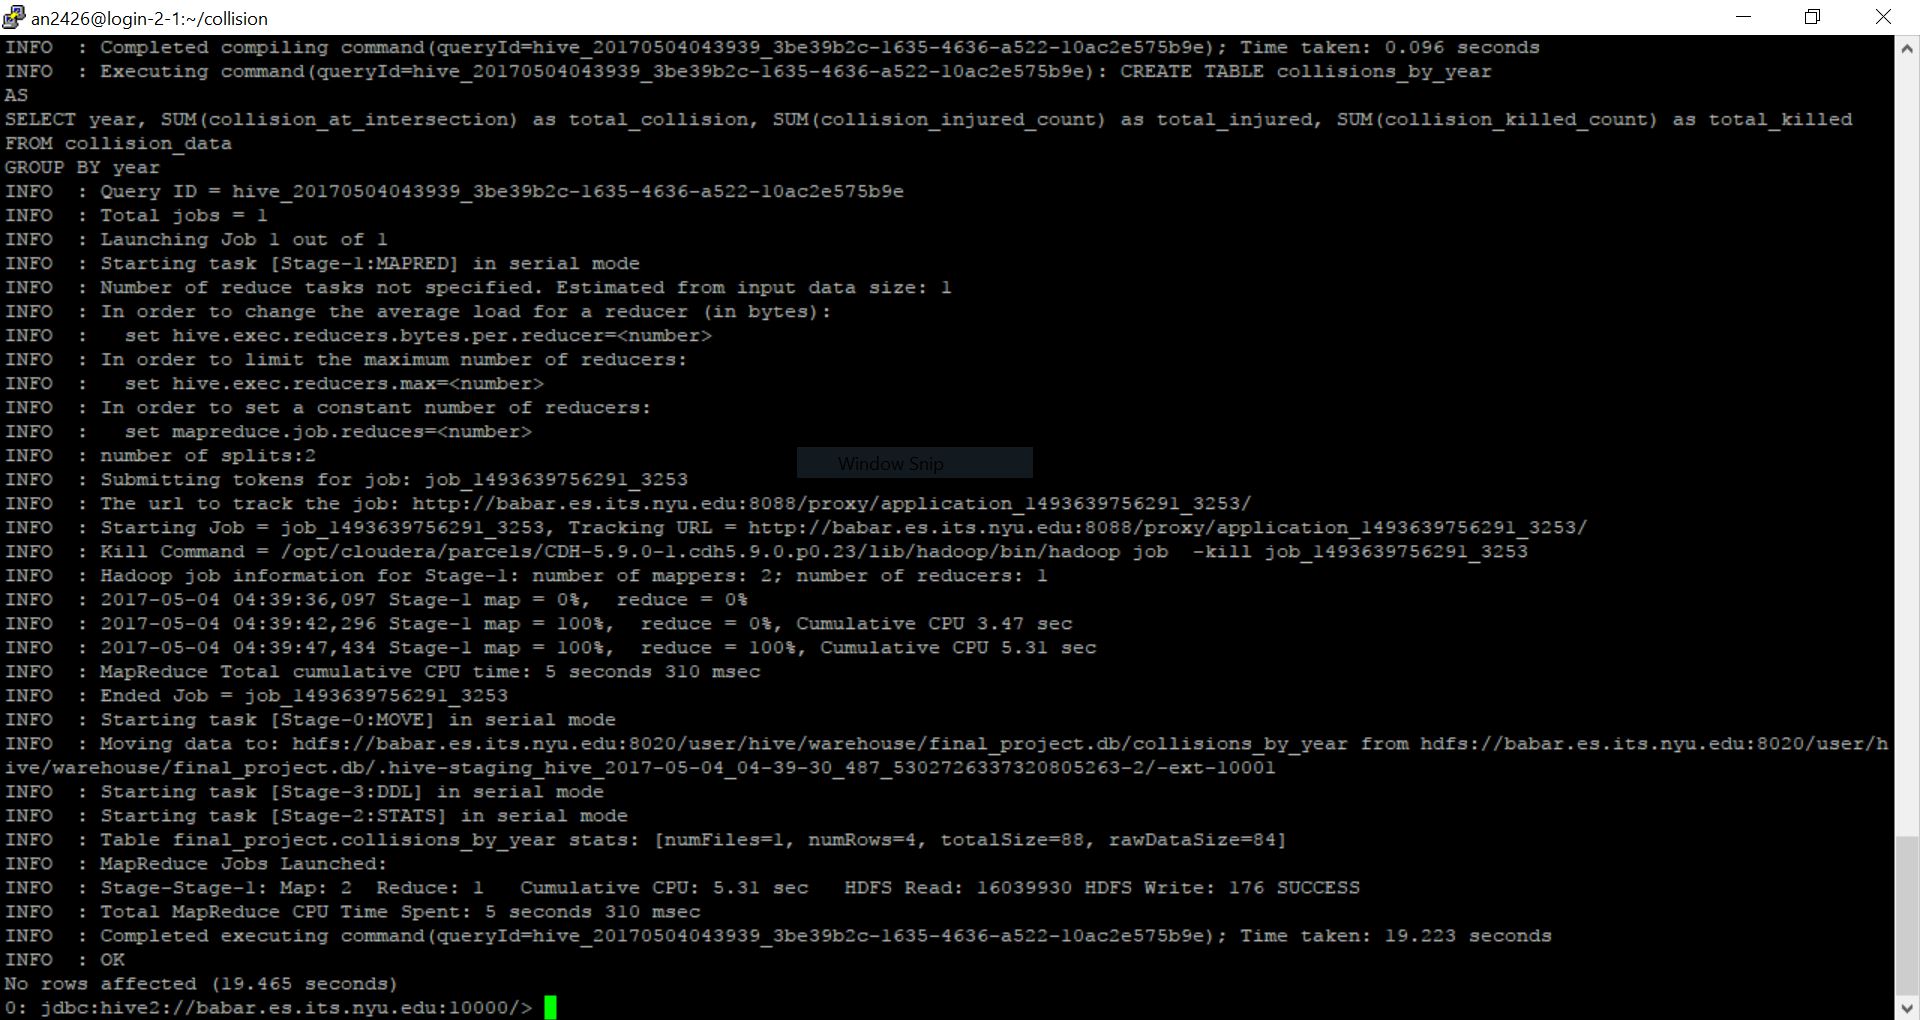 an2426@login-2-1:~/collision
INFO  : Completed compiling command(queryId=hive_20170504043939_3be39b2c-1635-4636-a522-10ac2e575b9e); Time taken: 0.096 seconds
INFO  : Executing command(queryId=hive_20170504043939_3be39b2c-1635-4636-a522-10ac2e575b9e): CREATE TABLE collisions_by_year
AS
SELECT year, SUM(collision_at_intersection) as total_collision, SUM(collision_injured_count) as total_injured, SUM(collision_killed_count) as total_killed
FROM collision_data
GROUP BY year
INFO  : Query ID = hive_20170504043939_3be39b2c-1635-4636-a522-10ac2e575b9e
INFO  : Total jobs = 1
INFO  : Launching Job 1 out of 1
INFO  : Starting task [Stage-1:MAPRED] in serial mode
INFO  : Number of reduce tasks not specified. Estimated from input data size: 1
INFO  : In order to change the average load for a reducer (in bytes):
INFO  :   set hive.exec.reducers.bytes.per.reducer=<number>
INFO  : In order to limit the maximum number of reducers:
INFO  :   set hive.exec.reducers.max=<number>
INFO  : In order to set a constant number of reducers:
INFO  :   set mapreduce.job.reduces=<number>
INFO  : number of splits:2
Window Snip
INFO  : Submitting tokens for job: job_1493639756291_3253
INFO  : The url to track the job: http://babar.es.its.nyu.edu:8088/proxy/application_1493639756291_3253/
INFO  : Starting Job = job_1493639756291_3253, Tracking URL = http://babar.es.its.nyu.edu:8088/proxy/application_1493639756291_3253/
INFO  : Kill Command = /opt/cloudera/parcels/CDH-5.9.0-1.cdh5.9.0.p0.23/lib/hadoop/bin/hadoop job  -kill job_1493639756291_3253
INFO  : Hadoop job information for Stage-1: number of mappers: 2; number of reducers: 1
INFO  : 2017-05-04 04:39:36,097 Stage-1 map = 0%,  reduce = 0%
INFO  : 2017-05-04 04:39:42,296 Stage-1 map = 100%,  reduce = 0%, Cumulative CPU 3.47 sec
INFO  : 2017-05-04 04:39:47,434 Stage-1 map = 100%,  reduce = 100%, Cumulative CPU 5.31 sec
INFO  : MapReduce Total cumulative CPU time: 5 seconds 310 msec
INFO  : Ended Job = job_1493639756291_3253
INFO  : Starting task [Stage-0:MOVE] in serial mode
INFO  : Moving data to: hdfs://babar.es.its.nyu.edu:8020/user/hive/warehouse/final_project.db/collisions_by_year from hdfs://babar.es.its.nyu.edu:8020/user/h
ive/warehouse/final_project.db/.hive-staging_hive_2017-05-04_04-39-30_487_5302726337320805263-2/-ext-10001
INFO  : Starting task [Stage-3:DDL] in serial mode
INFO  : Starting task [Stage-2:STATS] in serial mode
INFO  : Table final_project.collisions_by_year stats: [numFiles=1, numRows=4, totalSize=88, rawDataSize=84]
INFO  : MapReduce Jobs Launched:
INFO  : Stage-Stage-1: Map: 2  Reduce: 1   Cumulative CPU: 5.31 sec   HDFS Read: 16039930 HDFS Write: 176 SUCCESS
INFO  : Total MapReduce CPU Time Spent: 5 seconds 310 msec
INFO  : Completed executing command(queryId=hive_20170504043939_3be39b2c-1635-4636-a522-10ac2e575b9e); Time taken: 19.223 seconds
INFO  : OK
No rows affected (19.465 seconds)
0: jdbc:hive2://babar.es.its.nyu.edu:10000/>